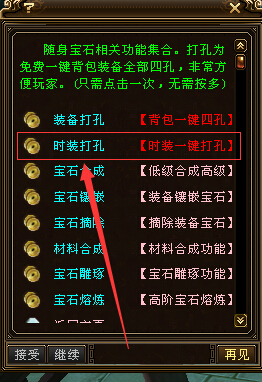 ?
随身宝石相关功能集合。打孔为
免费一键背包装备全部四孔，非常方
便玩家。(只需点击一次，无需按多)
装备打孔 【背包一键四孔】
时装打孔 【时装一键打孔】
宝石合成 【低级合成高级】
宝石镶嵌 【装备镶嵌宝石】
宝石摘除 【摘除装备宝石】
材料合成 【材料合成功能】
宝石雕琢 【宝石雕琢功能】
宝石熔炼 【高阶宝石熔炼】
接受 继续 再见